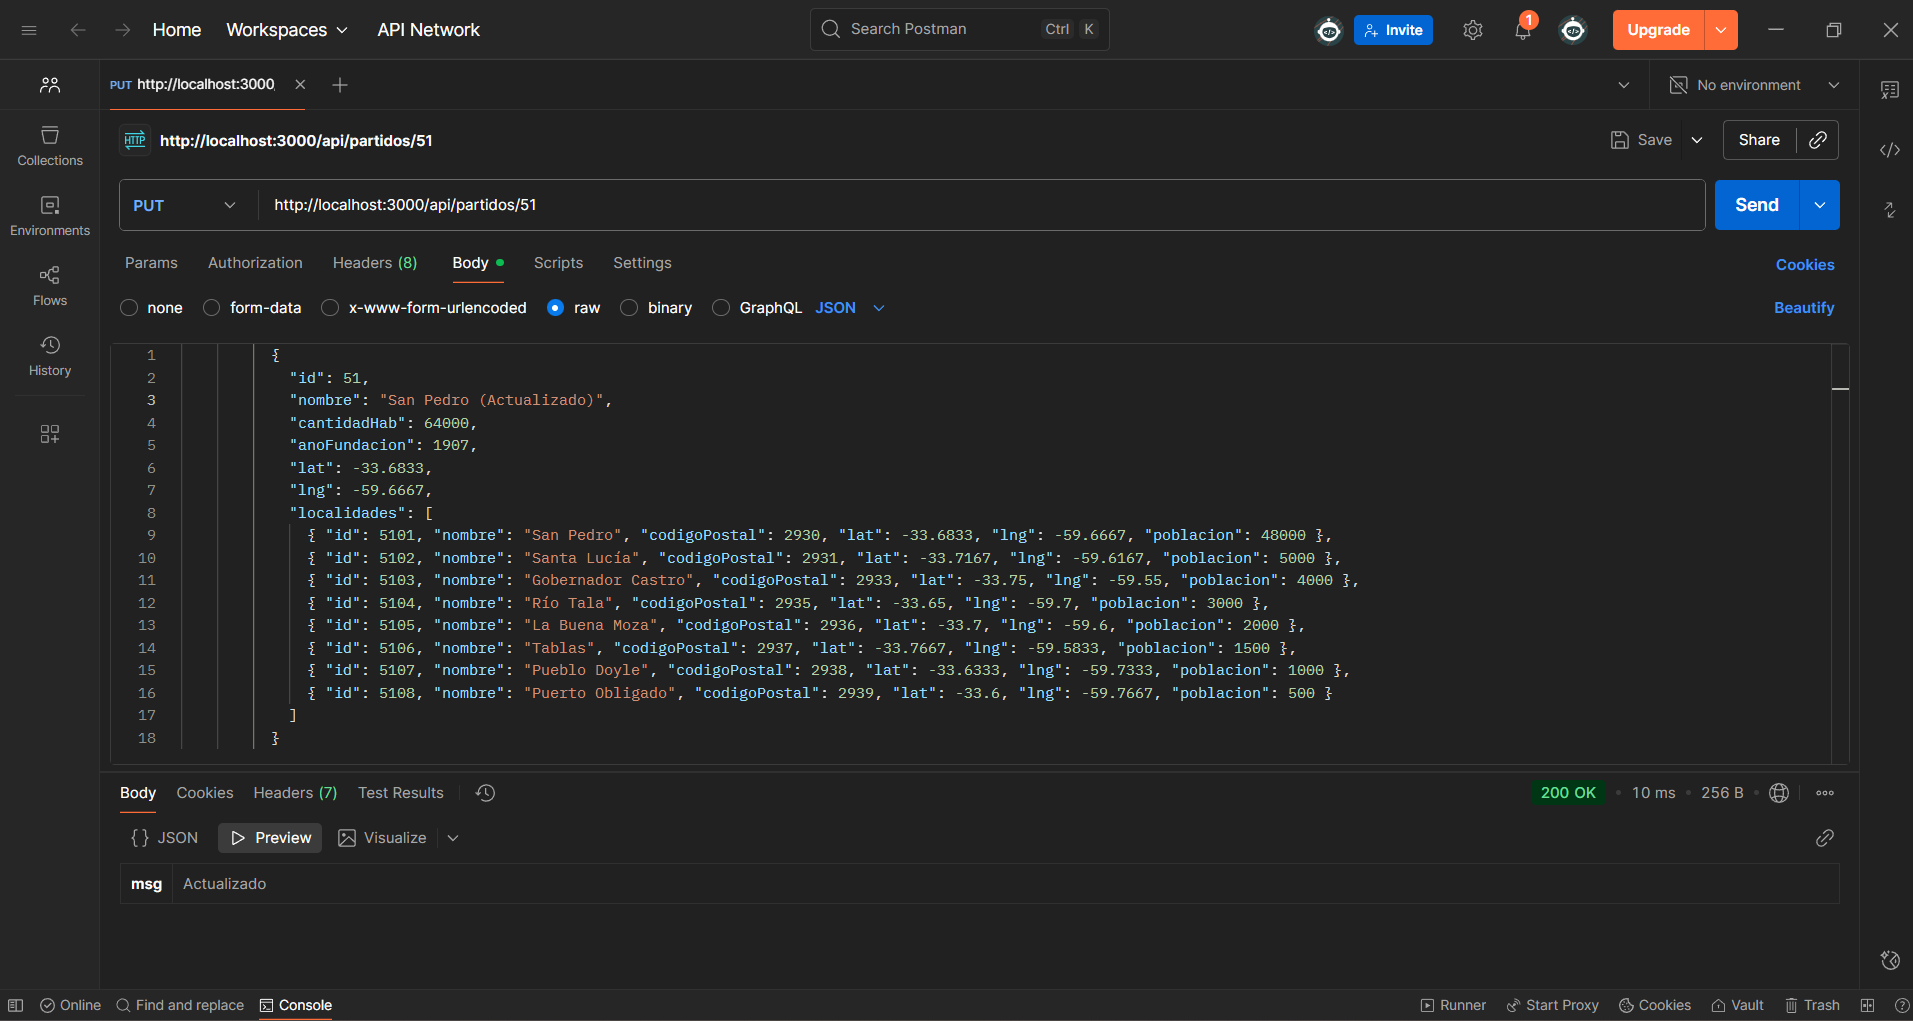 Home Workspaces API Network Search Postman Ctrl K Invite 1 Upgrade
PUT http://localhost:3000 No environment
HTTP http://localhost:3000/api/partidos/51 Save Share
Collections
PUT http://localhost:3000/api/partidos/51 Send
Environments
Params Authorization Headers (8) Body Scripts Settings Cookies
Flows
none form-data x-www-form-urlencoded raw binary GraphQL JSON Beautify
History
1 {
2 "id": 51,
3 "nombre": "San Pedro (Actualizado)",
4 "cantidadHab": 64000,
5 "anoFundacion": 1907,
6 "lat": -33.6833,
7 "lng": -59.6667,
8 "localidades": [
9 { "id": 5101, "nombre": "San Pedro", "codigoPostal": 2930, "lat": -33.6833, "lng": -59.6667, "poblacion": 48000 },
10 { "id": 5102, "nombre": "Santa Lucía", "codigoPostal": 2931, "lat": -33.7167, "lng": -59.6167, "poblacion": 5000 },
11 { "id": 5103, "nombre": "Gobernador Castro", "codigoPostal": 2933, "lat": -33.75, "lng": -59.55, "poblacion": 4000 },
12 { "id": 5104, "nombre": "Río Tala", "codigoPostal": 2935, "lat": -33.65, "lng": -59.7, "poblacion": 3000 },
13 { "id": 5105, "nombre": "La Buena Moza", "codigoPostal": 2936, "lat": -33.7, "lng": -59.6, "poblacion": 2000 },
14 { "id": 5106, "nombre": "Tablas", "codigoPostal": 2937, "lat": -33.7667, "lng": -59.5833, "poblacion": 1500 },
15 { "id": 5107, "nombre": "Pueblo Doyle", "codigoPostal": 2938, "lat": -33.6333, "lng": -59.7333, "poblacion": 1000 },
16 { "id": 5108, "nombre": "Puerto Obligado", "codigoPostal": 2939, "lat": -33.6, "lng": -59.7667, "poblacion": 500 }
17 ]
18 }
Body Cookies Headers (7) Test Results 200 OK • 10 ms • 256 B •
{} JSON Preview Visualize
msg Actualizado
Online Find and replace Console Runner Start Proxy Cookies Vault Trash